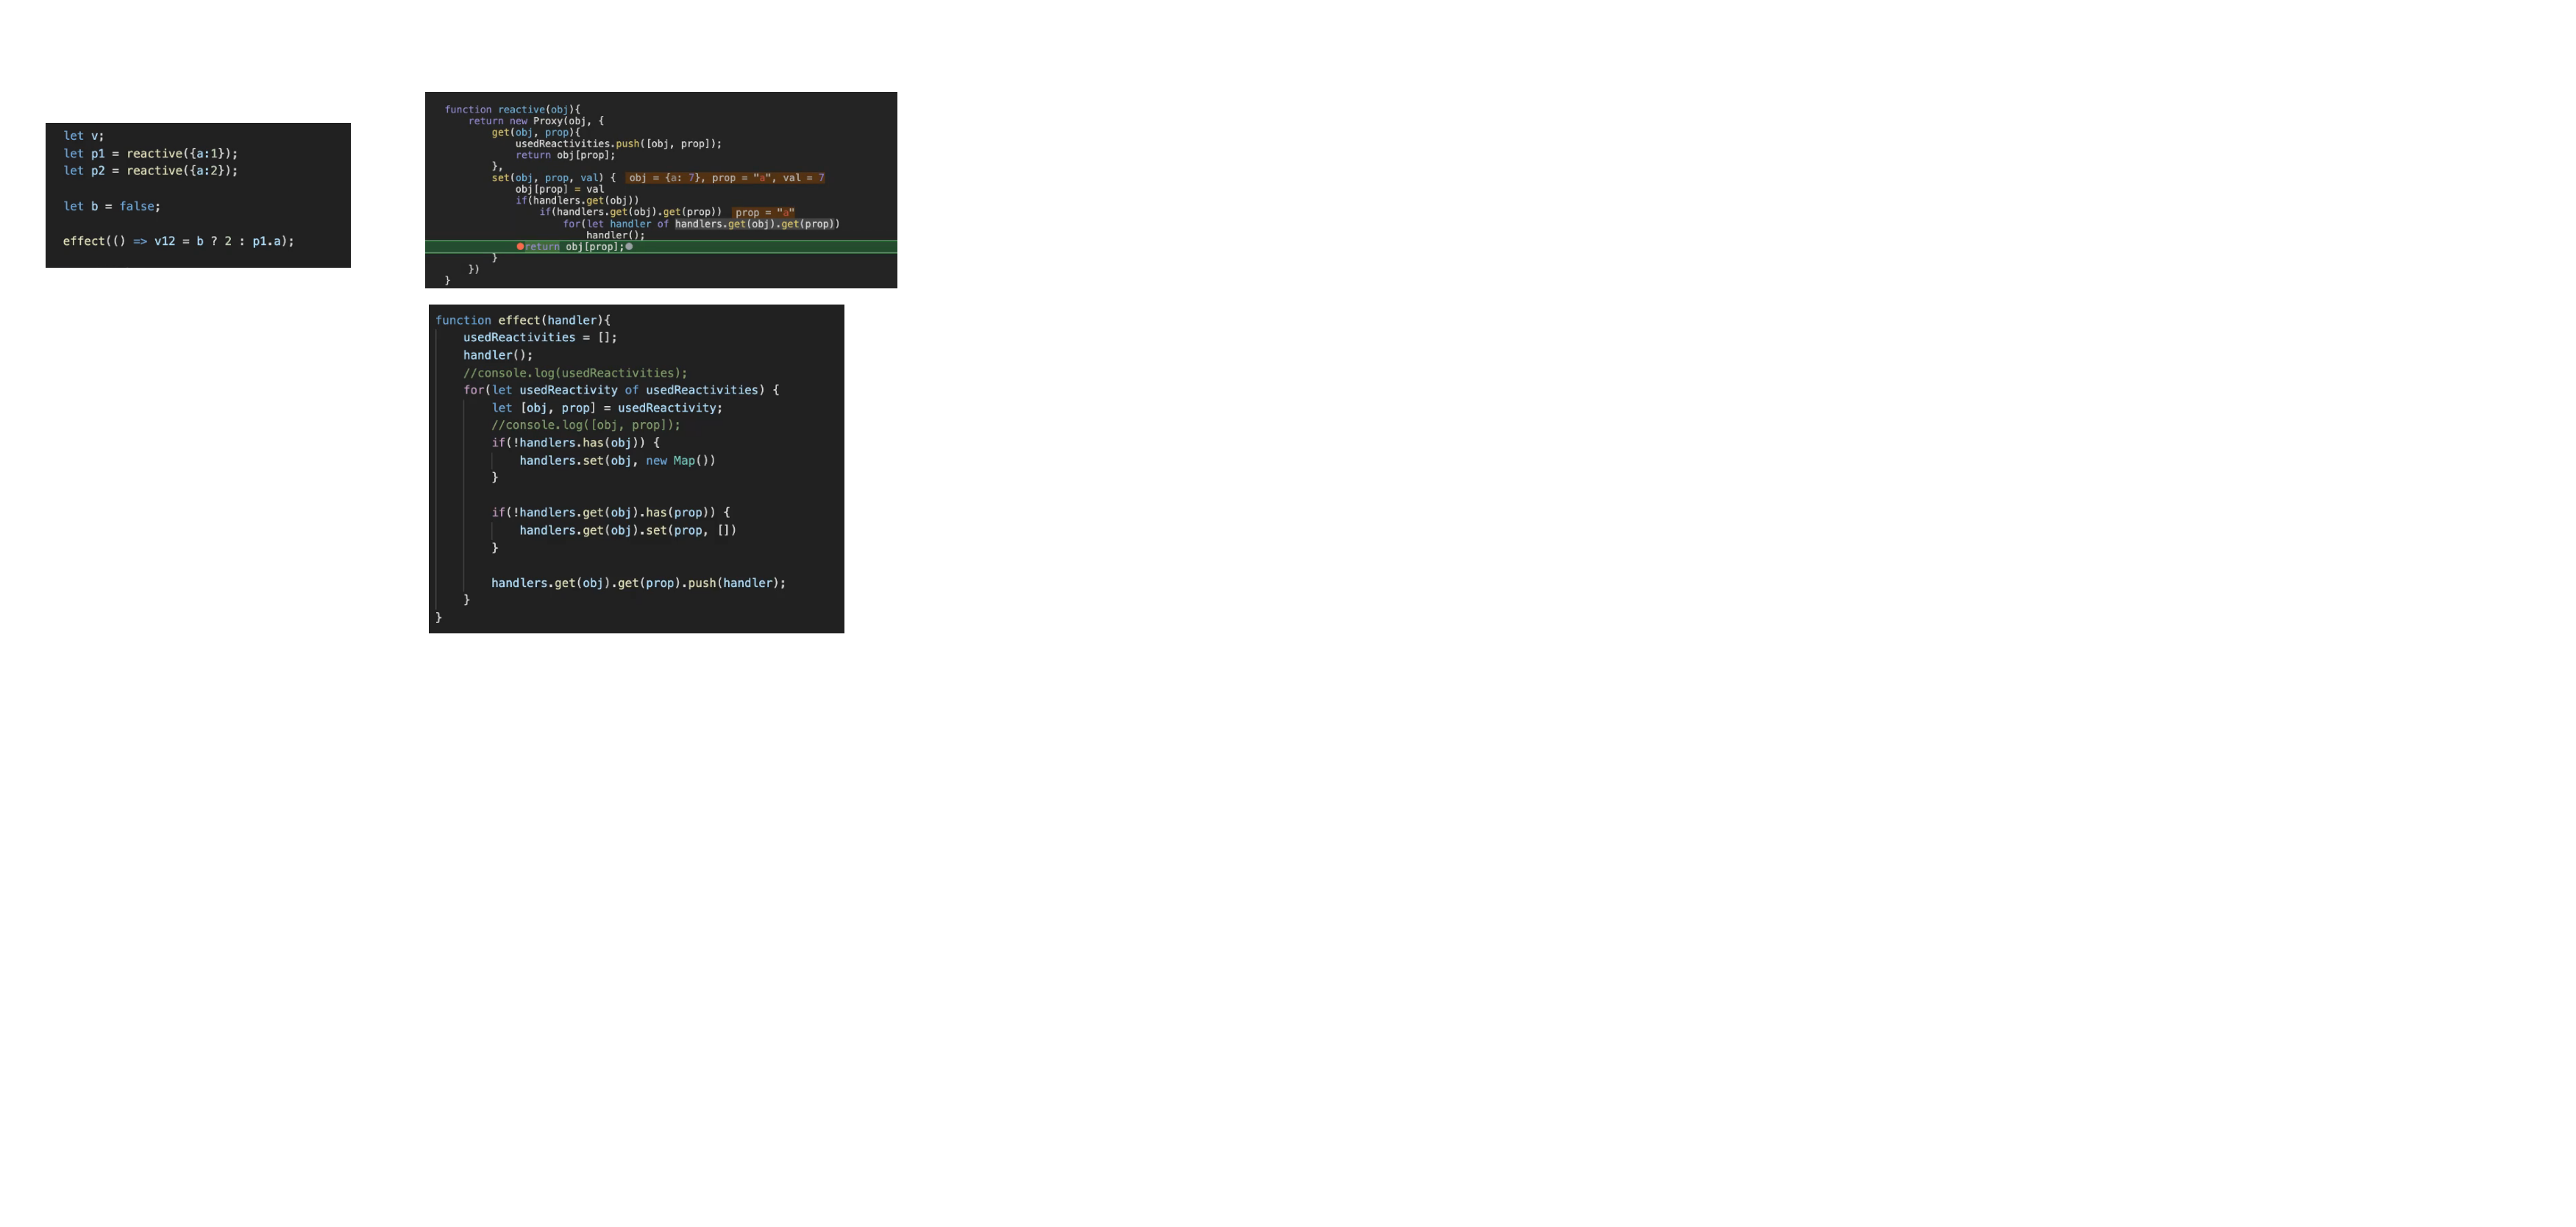 let v;
let p1 = reactive({a:1});
let p2 = reactive({a:2});
let b = false;
effect(() => v12 = b ? 2 : p1.a);
function reactive(obj){
return new Proxy(obj, {
get(obj, prop){
usedReactivities.push([obj, prop]);
return obj[prop];
},
set(obj, prop, val) { obj = {a: 7}, prop = "a", val = 7
obj[prop] = val
if(handlers.get(obj))
if(handlers.get(obj).get(prop)) prop = "a"
for(let handler of handlers.get(obj).get(prop))
handler();
return obj[prop];
}
})
}
function effect(handler){
usedReactivities = [];
handler();
//console.log(usedReactivities);
for(let usedReactivity of usedReactivities) {
let [obj, prop] = usedReactivity;
//console.log([obj, prop]);
if(!handlers.has(obj)) {
handlers.set(obj, new Map())
}
if(!handlers.get(obj).has(prop)) {
handlers.get(obj).set(prop, [])
}
handlers.get(obj).get(prop).push(handler);
}
}